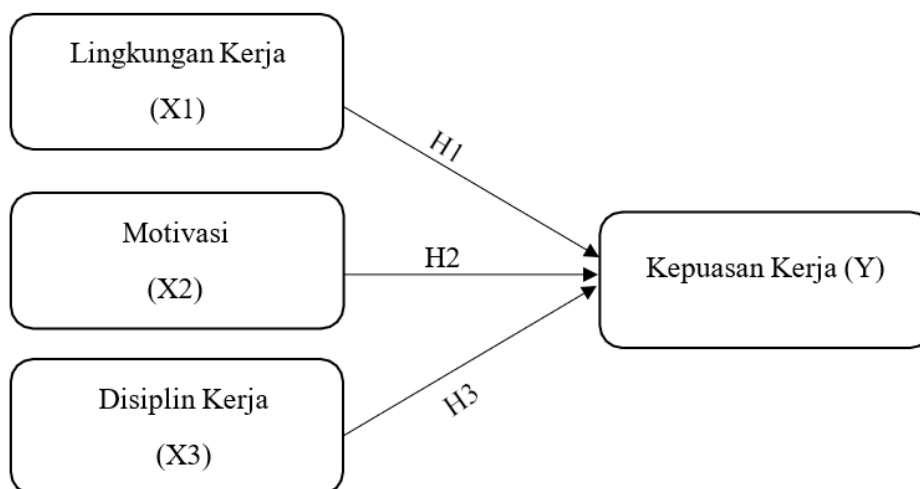 Lingkungan Kerja
(X1)
H1
Motivasi
(X2)
H2
Kepuasan Kerja (Y)
Disiplin Kerja
(X3)
H3